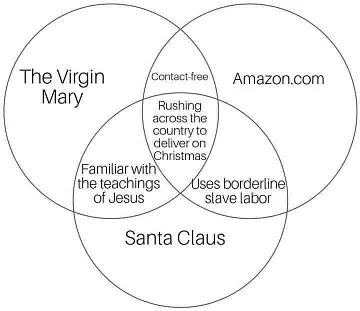 The Virgin
Mary
Contact-free
Amazon.com
Rushing
across the
country to
deliver on
Christmas
Familiar with
the teachings
of Jesus
Uses borderline
slave labor
Santa Claus